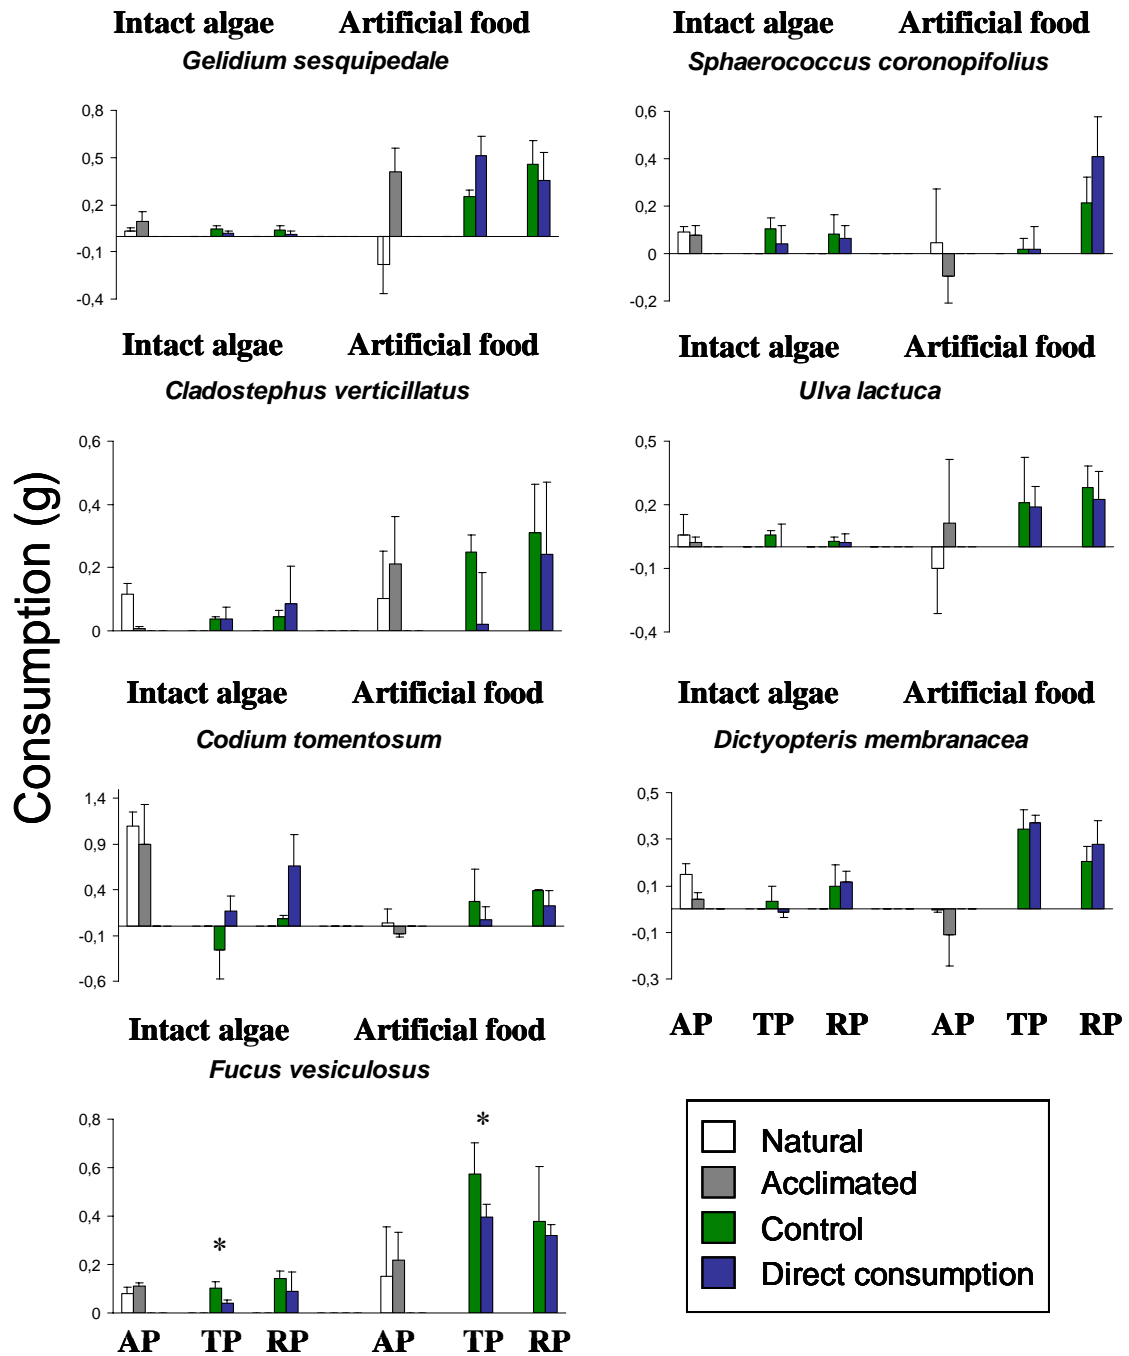 Intact algae Artificial food
Gelidium sesquipedale
0,8
0,5
0,2
-0,1
-0,4
Intact algae Artificial food
Sphaerococcus coronopifolius
0,6
0,4
0,2
0
-0,2
Intact algae Artificial food
Cladostephus verticillatus
0,6
0,4
0,2
0
Intact algae Artificial food
Ulva lactuca
0,5
0,2
-0,1
-0,4
Consumption (g)
Intact algae Artificial food
Codium tomentosum
1,4
0,9
0,4
-0,1
-0,6
Intact algae Artificial food
Dictyopteris membranacea
0,5
0,3
0,1
-0,1
-0,3
AP TP RP AP TP RP
Intact algae Artificial food
Fucus vesiculosus
0,8
0,6
0,4
0,2
0
*
*
AP TP RP AP TP RP
Natural
Acclimated
Control
Direct consumption